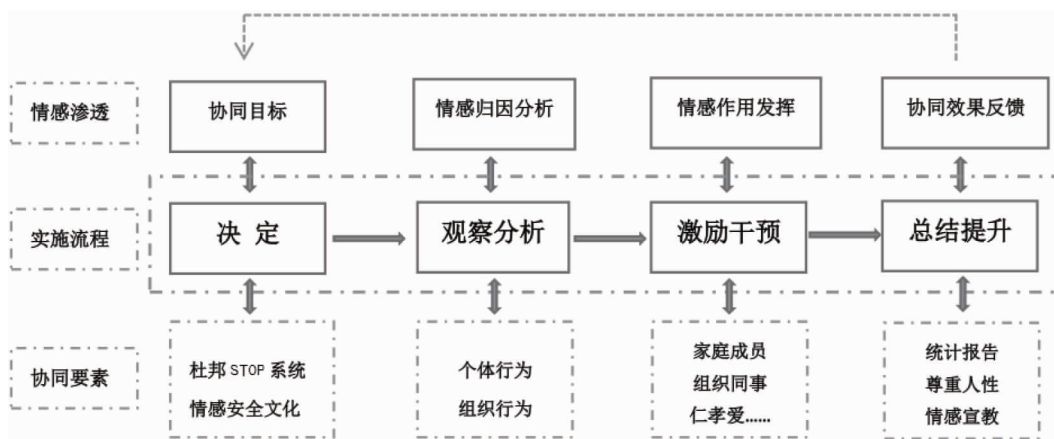 情感渗透
协同目标
情感归因分析
情感作用发挥
协同效果反馈
实施流程
决 定
观察分析
激励干预
总结提升
协同要素
杜邦 STOP 系统
情感安全文化
个体行为
组织行为
家庭成员
组织同事
仁孝爱......
统计报告
尊重人性
情感宣教